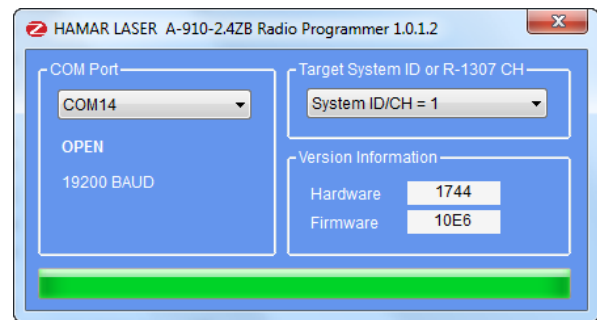 HAMAR LASER A-910-2.4ZB Radio Programmer 1.0.1.2
COM Port
COM14
OPEN
19200 BAUD
Target System ID or R-1307 CH
System ID/CH = 1
Version Information
Hardware 1744
Firmware 10E6